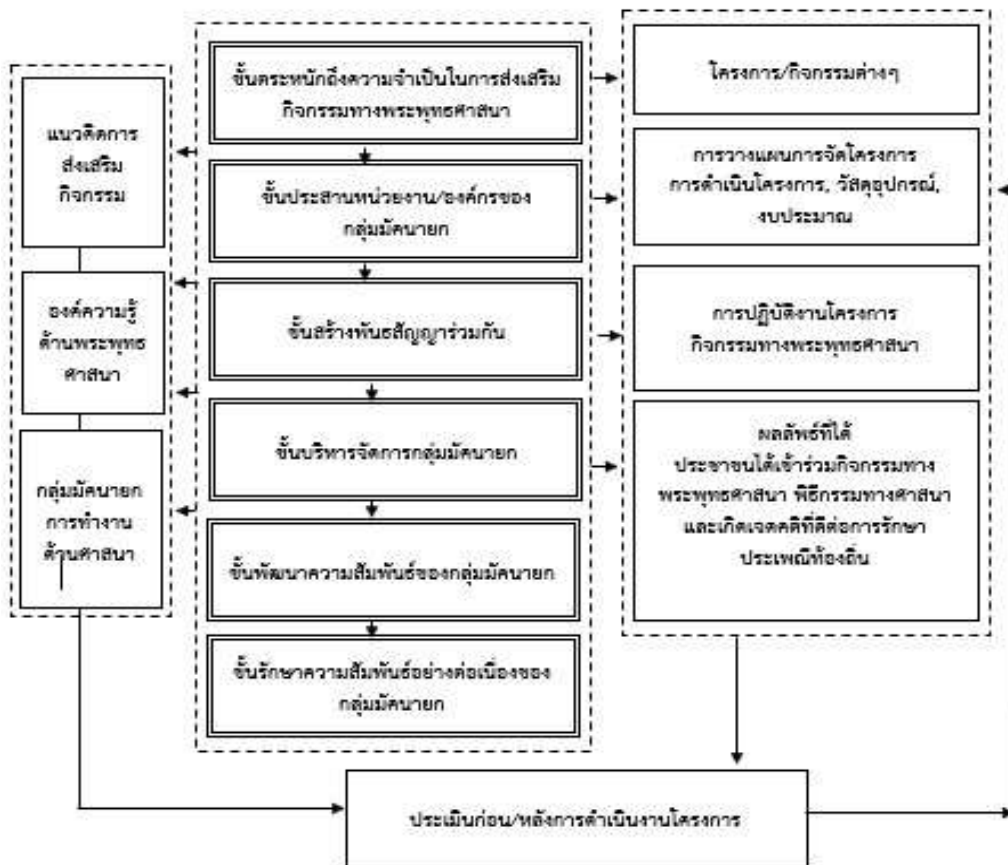 แนวคิดการ
ส่งเสริม
กิจกรรม
องค์ความรู้
ด้านพระพุทธ
ศาสนา
กลุ่มมัคนายก
การทำงาน
ด้านศาสนา
ขั้นตระหนักถึงความจำเป็นในการส่งเสริม
กิจกรรมทางพระพุทธศาสนา
ขั้นประสานหน่วยงาน/องค์กรของ
กลุ่มมัคนายก
ขั้นสร้างพันธสัญญาร่วมกัน
ขั้นบริหารจัดการกลุ่มมัคนายก
ขั้นพัฒนาความสัมพันธ์ของกลุ่มมัคนายก
ขั้นรักษาความสัมพันธ์อย่างต่อเนื่องของ
กลุ่มมัคนายก
โครงการ/กิจกรรมต่างๆ
การวางแผนการจัดโครงการ
การดำเนินโครงการ, วัสดุอุปกรณ์,
งบประมาณ
การปฏิบัติงานโครงการ
กิจกรรมทางพระพุทธศาสนา
ผลลัพธ์ที่ได้
ประชาชนได้เข้าร่วมกิจกรรมทาง
พระพุทธศาสนา พิธีกรรมทางศาสนา
และเกิดเจตคติที่ดีต่อการรักษา
ประเพณีท้องถิ่น
ประเมินก่อน/หลังการดำเนินงานโครงการ